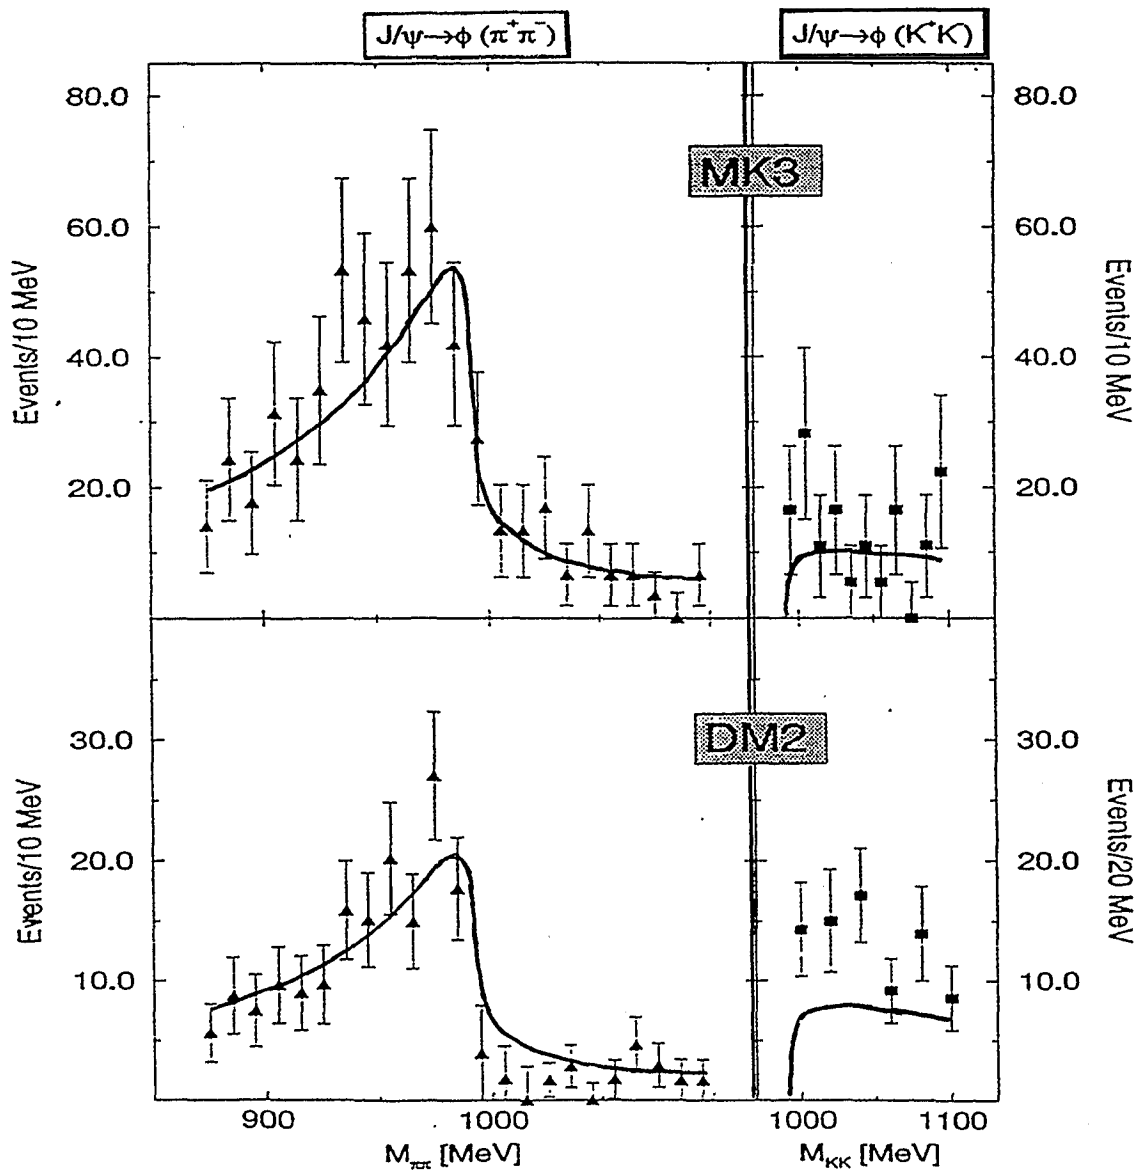 J/ψ→φ (π⁺π⁻)
J/ψ→φ (K⁺K⁻)
80.0
80.0
MK3
60.0
60.0
Events/10 MeV
Events/10 MeV
40.0
40.0
20.0
20.0
DM2
30.0
30.0
Events/10 MeV
Events/20 MeV
20.0
20.0
10.0
10.0
900
1000
1000
1100
M_ππ [MeV]
M_KK [MeV]